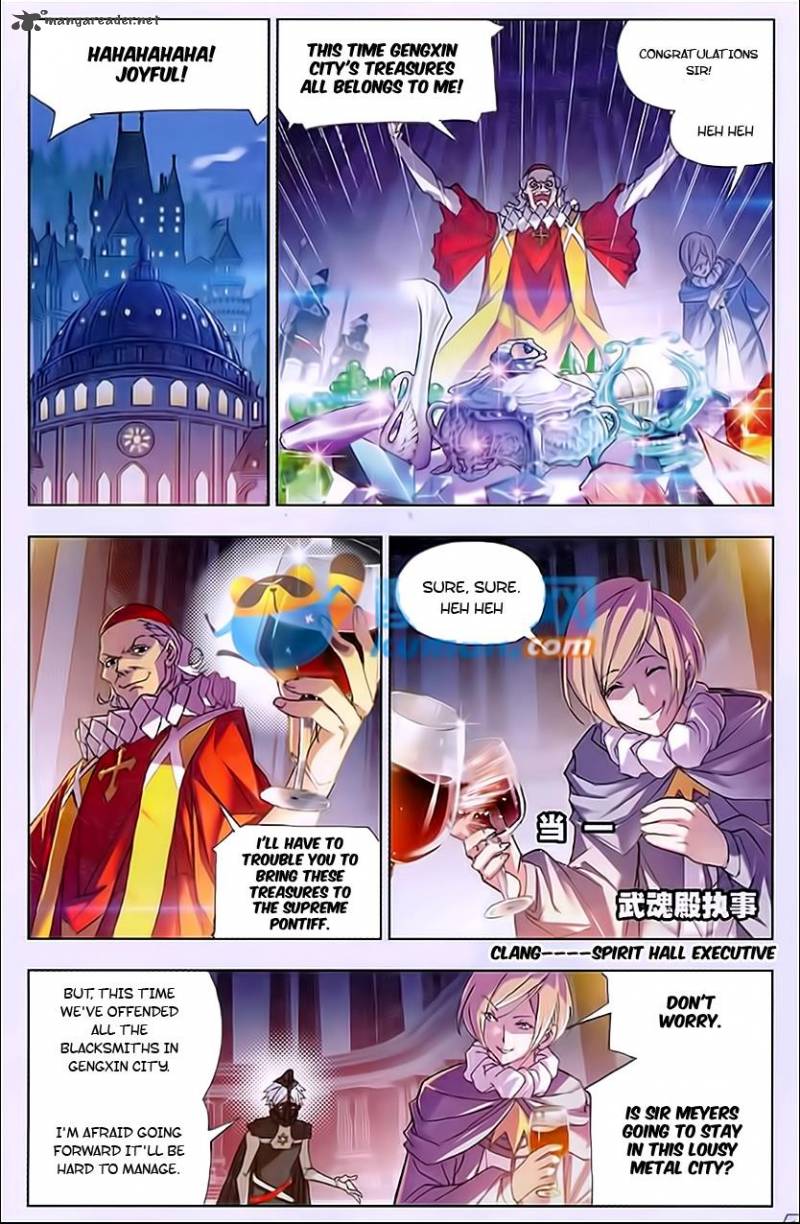 mangareader.net
HAHAHAHAHA!
JOYFUL!
THIS TIME GENGXIN
CITY'S TREASURES
ALL BELONGS TO ME!
CONGRATULATIONS
SIR!
HEH HEH
I'LL HAVE TO
TROUBLE YOU TO
BRING THESE
TREASURES TO
THE SUPREME
PONTIFF.
SURE, SURE.
HEH HEH
kuman.com
当 一
武魂殿执事
CLANG----SPIRIT HALL EXECUTIVE
BUT, THIS TIME
WE'VE OFFENDED
ALL THE
BLACKSMITHS IN
GENGXIN CITY.
I'M AFRAID GOING
FORWARD IT'LL BE
HARD TO MANAGE.
DON'T
WORRY.
IS SIR MEYERS
GOING TO STAY
IN THIS LOUSY
METAL CITY?